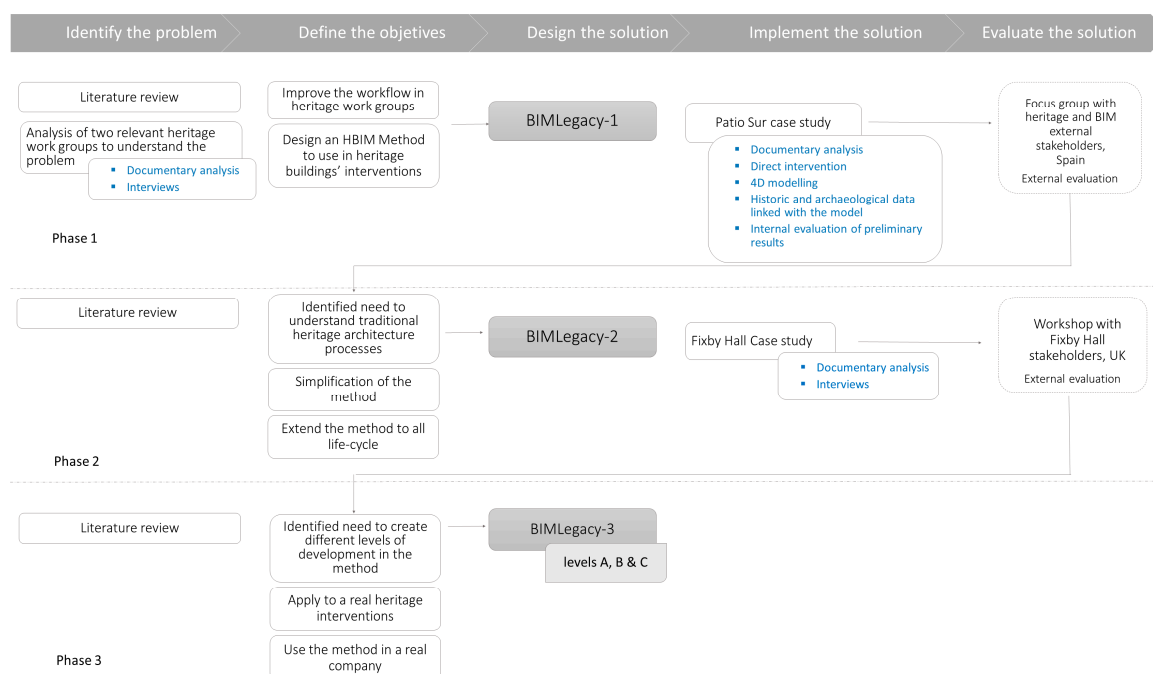 Identify the problem
Define the objetives
Design the solution
Implement the solution
Evaluate the solution
Literature review
Analysis of two relevant heritage
work groups to understand the
problem
Documentary analysis
Interviews
Phase 1
Improve the workflow in
heritage work groups
Design an HBIM Method
to use in heritage
buildings’ interventions
BIMLegacy-1
Patio Sur case study
Documentary analysis
Direct intervention
4D modelling
Historic and archaeological data
linked with the model
Internal evaluation of preliminary
results
Focus group with
heritage and BIM
external
stakeholders,
Spain
External evaluation
Literature review
Phase 2
Identified need to
understand traditional
heritage architecture
processes
Simplification of the
method
Extend the method to all
life-cycle
BIMLegacy-2
Fixby Hall Case study
Documentary analysis
Interviews
Workshop with
Fixby Hall
stakeholders, UK
External evaluation
Literature review
Phase 3
Identified need to create
different levels of
development in the
method
Apply to a real heritage
interventions
Use the method in a real
company
BIMLegacy-3
levels A, B & C